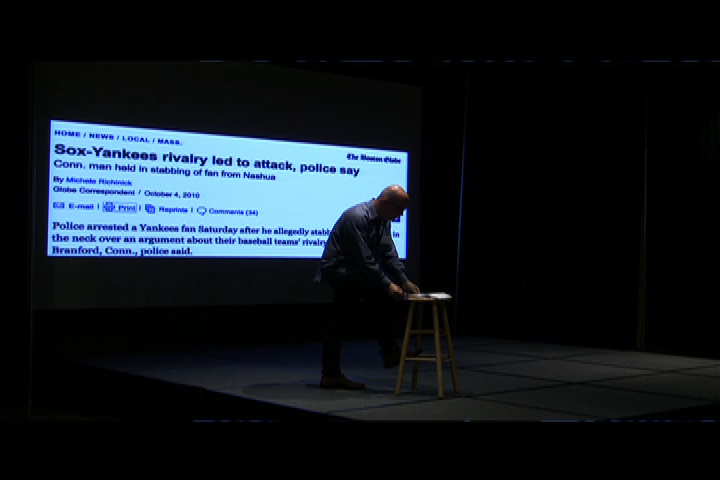 HOME / NEWS / LOCAL / MASS.
The Boston Globe
Sox-Yankees rivalry led to attack, police say
Conn. man held in stabbing of fan from Nashua
By Michele Richinick
Globe Correspondent / October 4, 2010
E-mail | Print | Reprints | Comments (34)
Police arrested a Yankees fan Saturday after he allegedly in
the neck over an argument about their baseball teams'
Branford, Conn., police said.